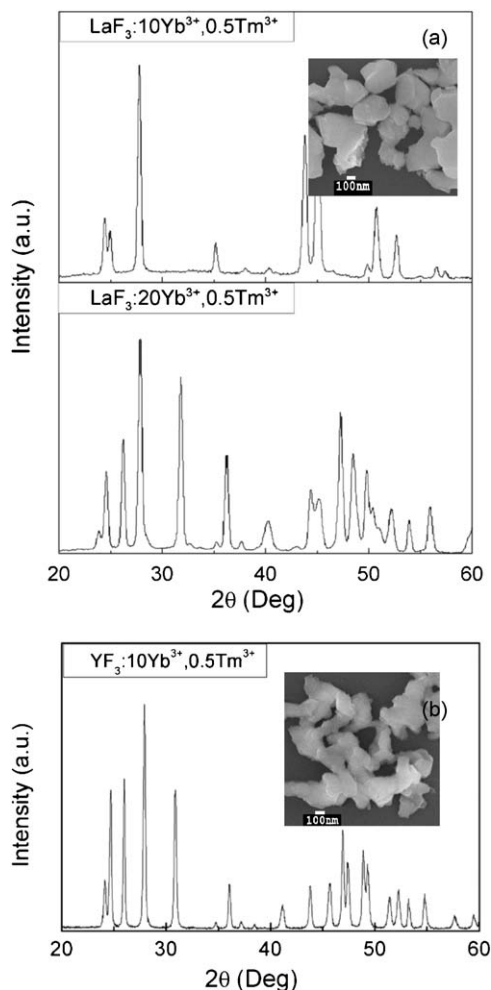 LaF₃:10Yb³⁺,0.5Tm³⁺
(a)
100nm
LaF₃:20Yb³⁺,0.5Tm³⁺
Intensity (a.u.)
20 30 40 50 60
2θ (Deg)
YF₃:10Yb³⁺,0.5Tm³⁺
(b)
100nm
Intensity (a.u.)
20 30 40 50 60
2θ (Deg)